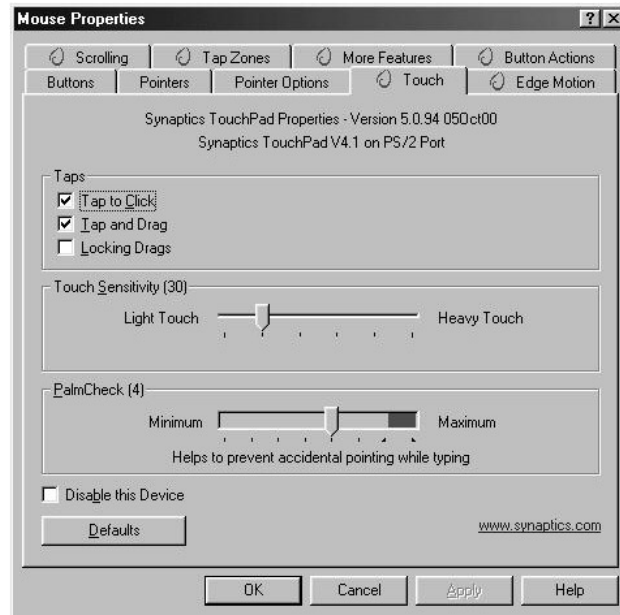 Mouse Properties
Scrolling Tap Zones More Features Button Actions
Buttons Pointers Pointer Options Touch Edge Motion
Synaptics TouchPad Properties - Version 5.0.94 05Oct00
Synaptics TouchPad V4.1 on PS/2 Port
Taps
Tap to Click
Tap and Drag
Locking Drags
Touch Sensitivity (30)
Light Touch Heavy Touch
PalmCheck (4)
Minimum Maximum
Helps to prevent accidental pointing while typing
Disable this Device
Defaults www.synaptics.com
OK Cancel Apply Help